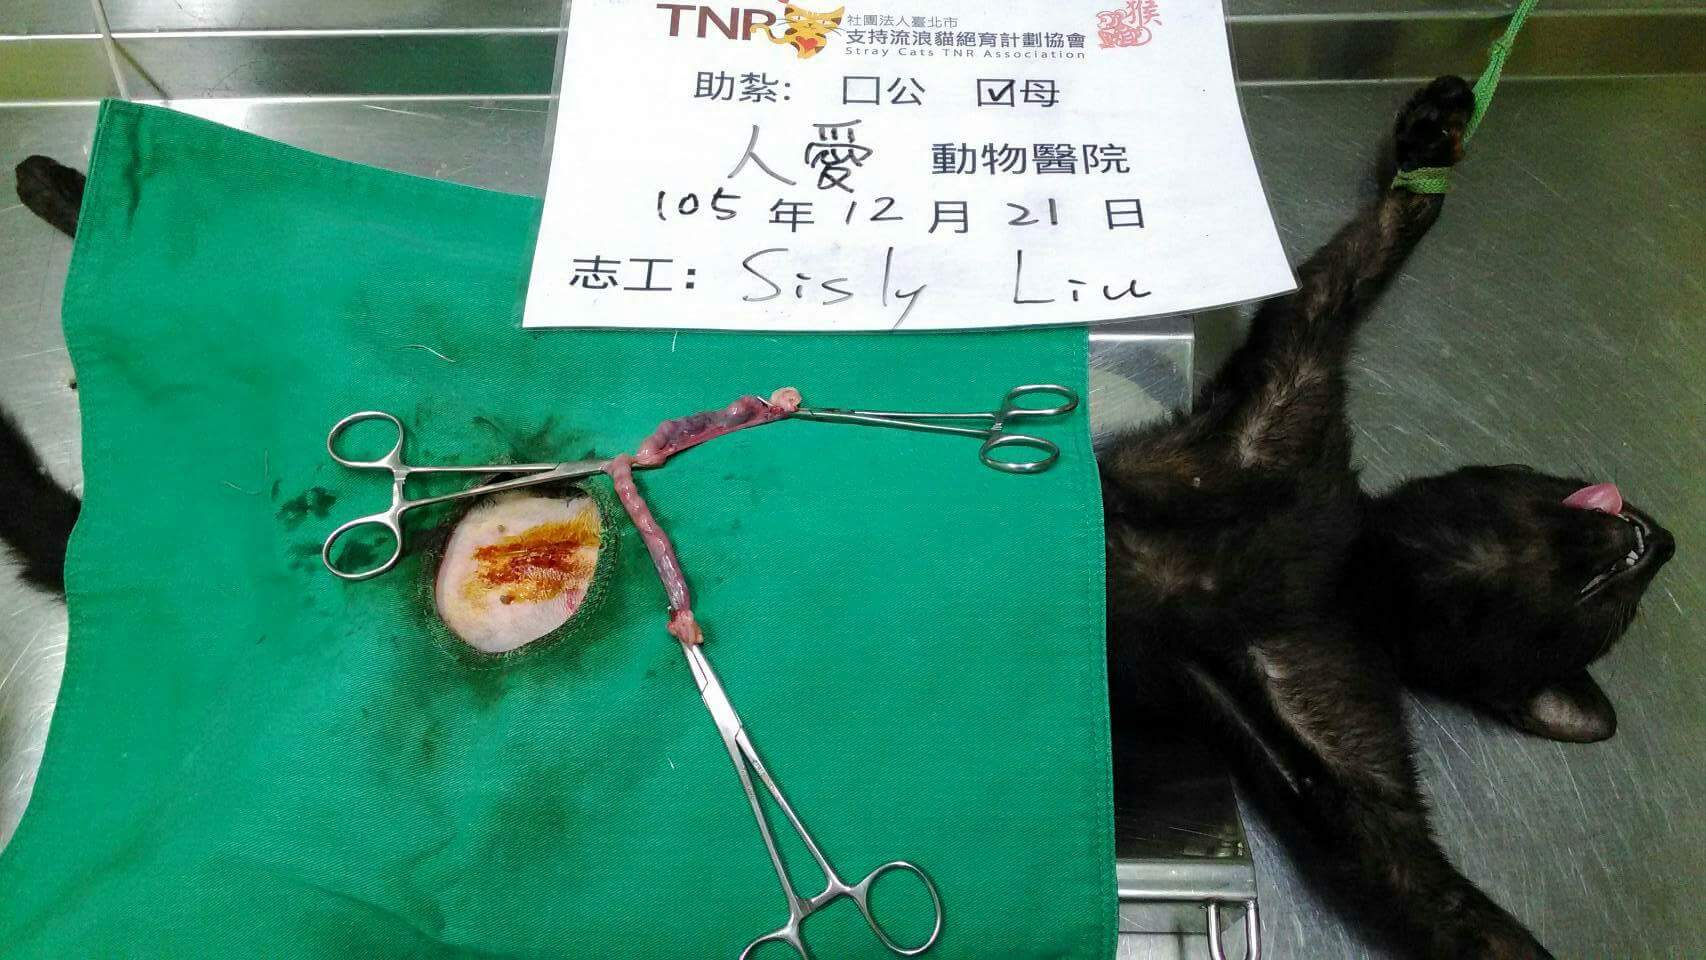 TNR 社團法人臺北市
支持流浪貓絕育計劃協會
Stray Cats TNR Association
猴
助紮: □公 ☑母
人愛 動物醫院
105 年 12 月 21 日
志工: Sisly Liu